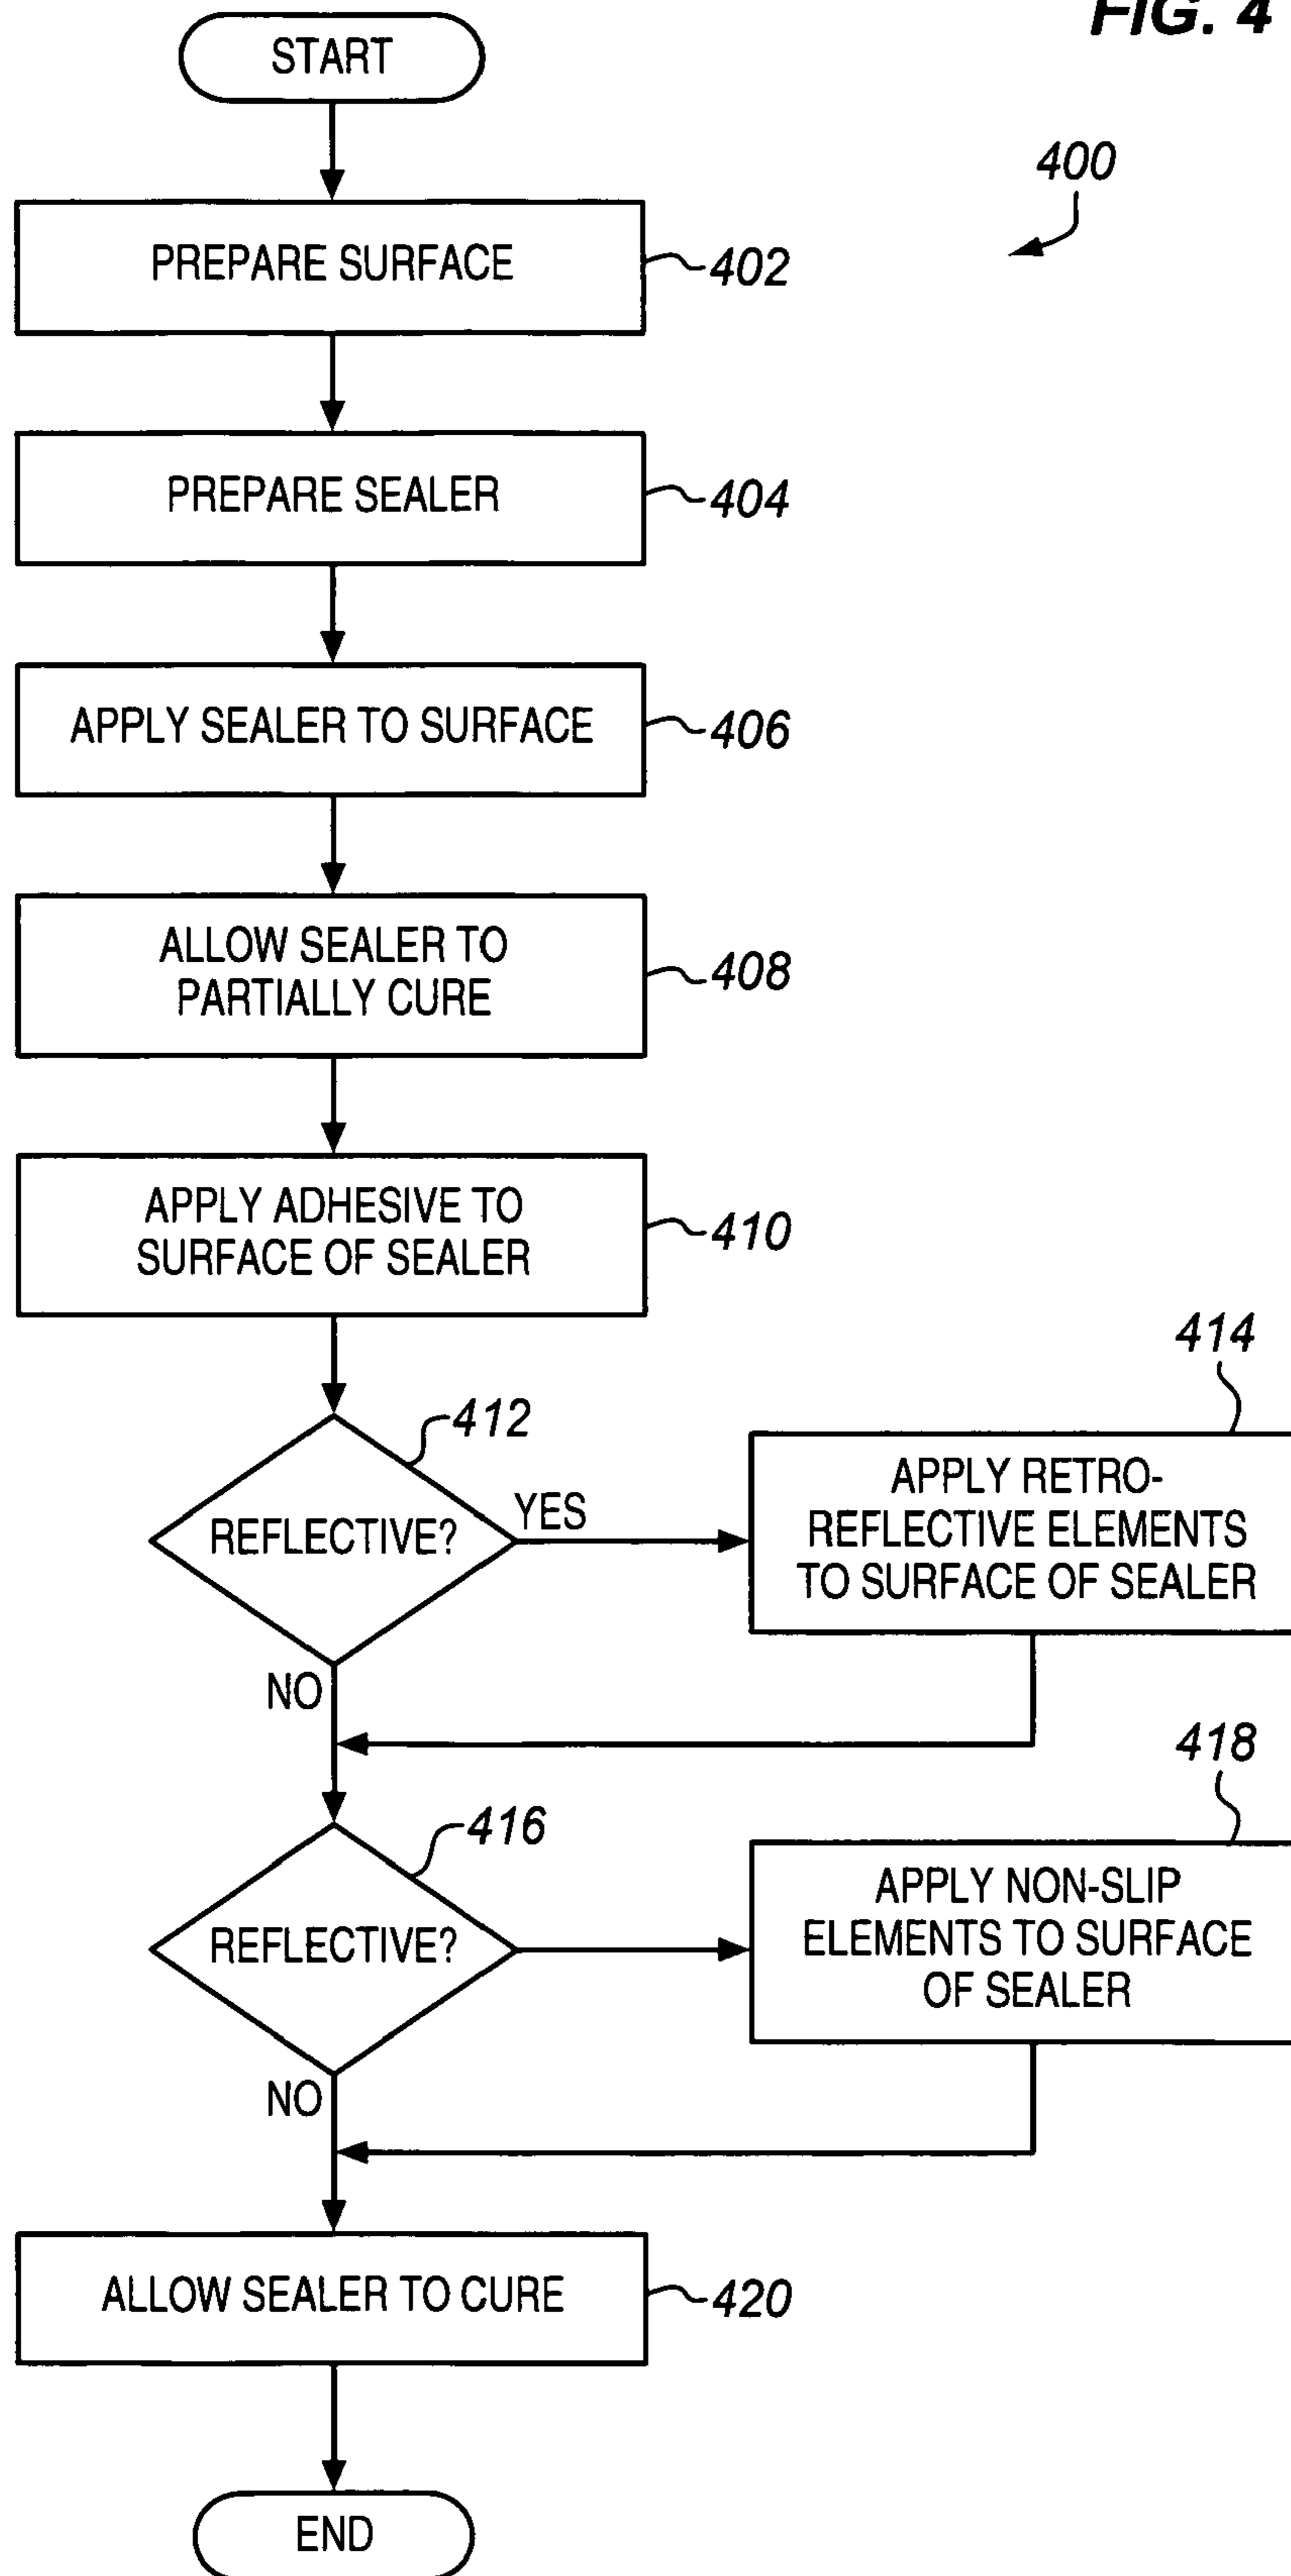 FIG. 4
START
400
PREPARE SURFACE
402
PREPARE SEALER
404
APPLY SEALER TO SURFACE
406
ALLOW SEALER TO
PARTIALLY CURE
408
APPLY ADHESIVE TO
SURFACE OF SEALER
410
412
REFLECTIVE?
YES
NO
414
APPLY RETRO-
REFLECTIVE ELEMENTS
TO SURFACE OF SEALER
416
REFLECTIVE?
NO
418
APPLY NON-SLIP
ELEMENTS TO SURFACE
OF SEALER
ALLOW SEALER TO CURE
420
END